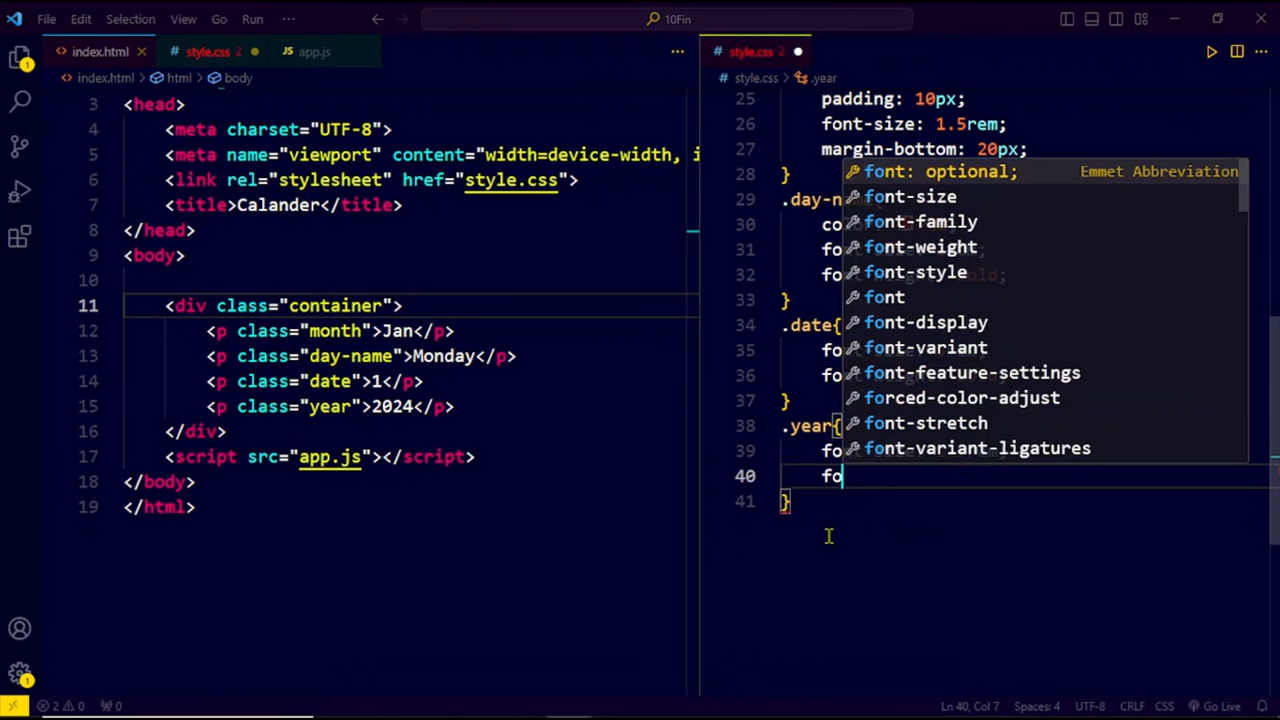 File Edit Selection View Go Run ··· 10Fin
index.html style.css 2 app.js ···
index.html > html > body
3 <head>
4 <meta charset="UTF-8">
5 <meta name="viewport" content="width=device-width, i
6 <link rel="stylesheet" href="style.css">
7 <title>Calander</title>
8 </head>
9 <body>
10
11 <div class="container">
12 <p class="month">Jan</p>
13 <p class="day-name">Monday</p>
14 <p class="date">1</p>
15 <p class="year">2024</p>
16 </div>
17 <script src="app.js"></script>
18 </body>
19 </html>
style.css 2
style.css > .year
25 padding: 10px;
26 font-size: 1.5rem;
27 margin-bottom: 20px;
28 }
29 .day-n
30 co
31 fo
32 fo
33 }
34 .date{
35 fo
36 fo
37 }
38 .year{
39 fo
40 fo
41 }
font: optional; Emmet Abbreviation
font-size
font-family
font-weight
font-style
font
font-display
font-variant
font-feature-settings
forced-color-adjust
font-stretch
font-variant-ligatures
1
1
2 0 0 Ln 40, Col 7 Spaces: 4 UTF-8 CRLF CSS Go Live